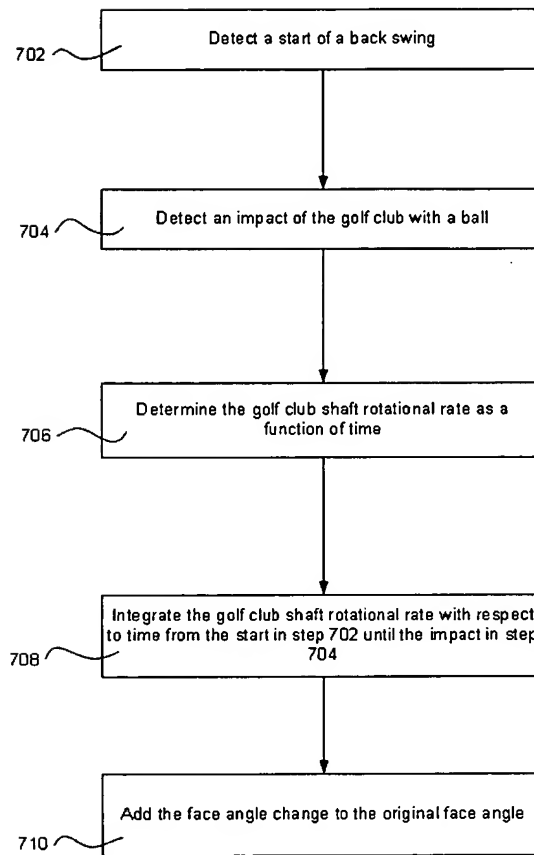 702
Detect a start of a back swing
704
Detect an impact of the golf club with a ball
706
Determine the golf club shaft rotational rate as a
function of time
708
Integrate the golf club shaft rotational rate with respect
to time from the start in step 702 until the impact in step
704
710
Add the face angle change to the original face angle